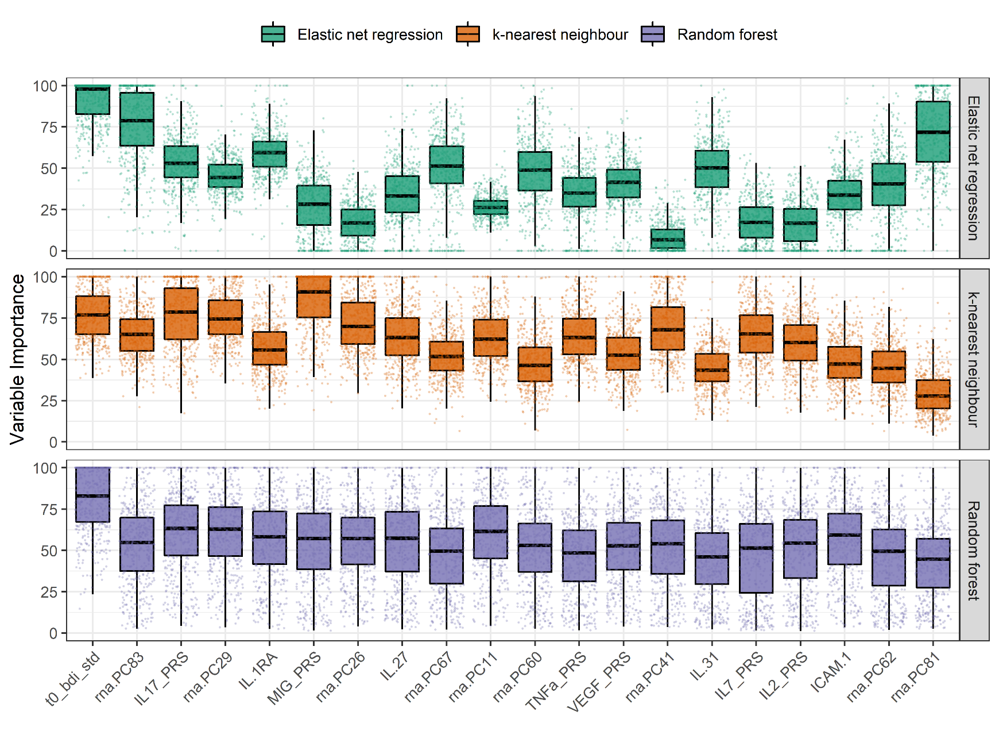 Elastic net regression k-nearest neighbour Random forest
Variable Importance
100
75
50
25
0
Elastic net regression
100
75
50
25
0
k-nearest neighbour
100
75
50
25
0
Random forest
t0_bdi_std
rna.PC83
IL17_PRS
rna.PC29
IL.1RA
MIG_PRS
rna.PC26
IL.27
rna.PC67
rna.PC11
rna.PC60
TNFa_PRS
VEGF_PRS
rna.PC41
IL.31
IL7_PRS
IL2_PRS
ICAM.1
rna.PC62
rna.PC81